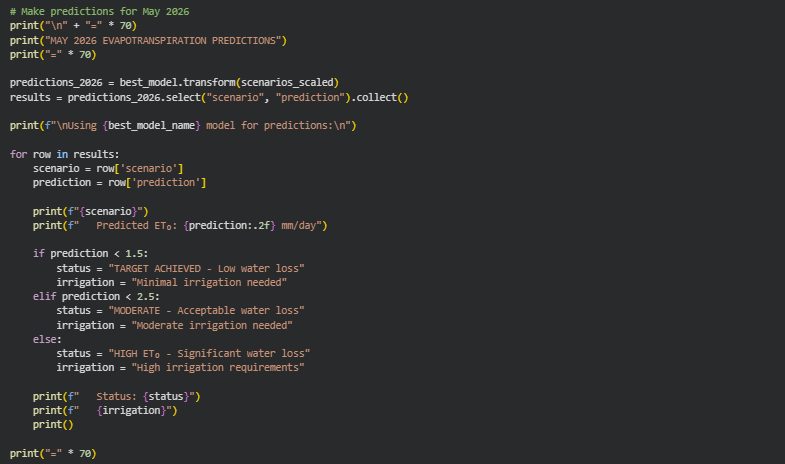 # Make predictions for May 2026
print("\n" + "=" * 70)
print("MAY 2026 EVAPOTRANSPIRATION PREDICTIONS")
print("=" * 70)

predictions_2026 = best_model.transform(scenarios_scaled)
results = predictions_2026.select("scenario", "prediction").collect()

print(f"\nUsing {best_model_name} model for predictions:\n")

for row in results:
    scenario = row['scenario']
    prediction = row['prediction']

    print(f"{scenario}")
    print(f"   Predicted ET₀: {prediction:.2f} mm/day")

    if prediction < 1.5:
        status = "TARGET ACHIEVED - Low water loss"
        irrigation = "Minimal irrigation needed"
    elif prediction < 2.5:
        status = "MODERATE - Acceptable water loss"
        irrigation = "Moderate irrigation needed"
    else:
        status = "HIGH ET₀ - Significant water loss"
        irrigation = "High irrigation requirements"

    print(f"   Status: {status}")
    print(f"   {irrigation}")
    print()

print("=" * 70)